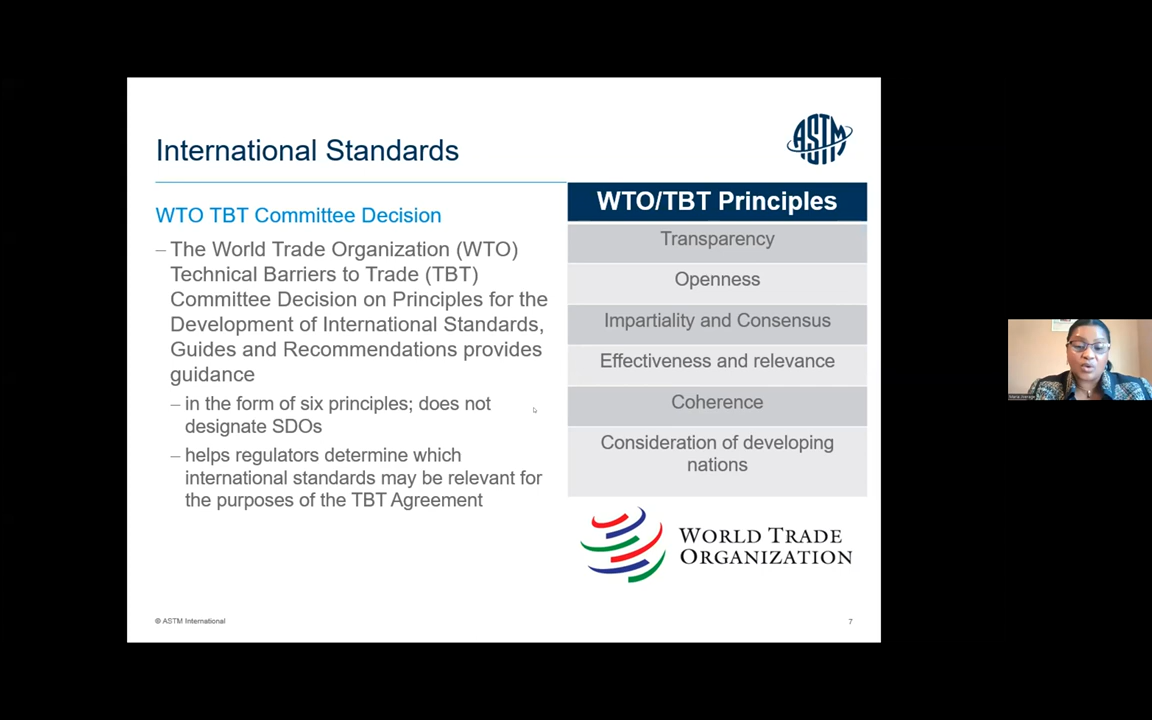 International Standards
ASTM
WTO TBT Committee Decision
– The World Trade Organization (WTO)
Technical Barriers to Trade (TBT)
Committee Decision on Principles for the
Development of International Standards,
Guides and Recommendations provides
guidance
– in the form of six principles; does not
designate SDOs
– helps regulators determine which
international standards may be relevant for
the purposes of the TBT Agreement
WTO/TBT Principles
Transparency
Openness
Impartiality and Consensus
Effectiveness and relevance
Coherence
Consideration of developing
nations
WORLD TRADE
ORGANIZATION
© ASTM International
7